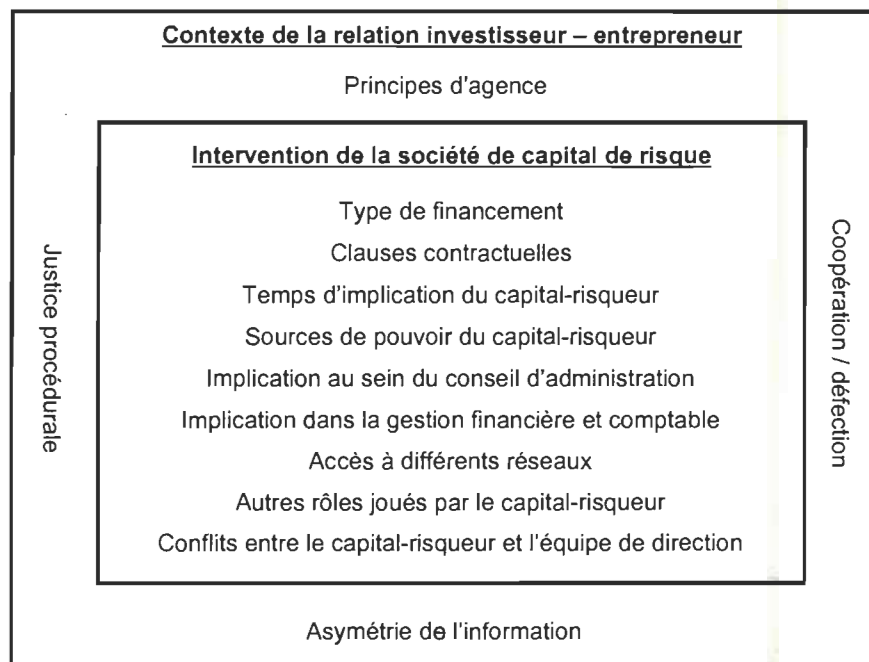 Contexte de la relation investisseur – entrepreneur
Principes d'agence
Intervention de la société de capital de risque
Type de financement
Clauses contractuelles
Temps d'implication du capital-risqueur
Sources de pouvoir du capital-risqueur
Implication au sein du conseil d'administration
Implication dans la gestion financière et comptable
Accès à différents réseaux
Autres rôles joués par le capital-risqueur
Conflits entre le capital-risqueur et l'équipe de direction
Justice procédurale
Coopération / défection
Asymétrie de l'information